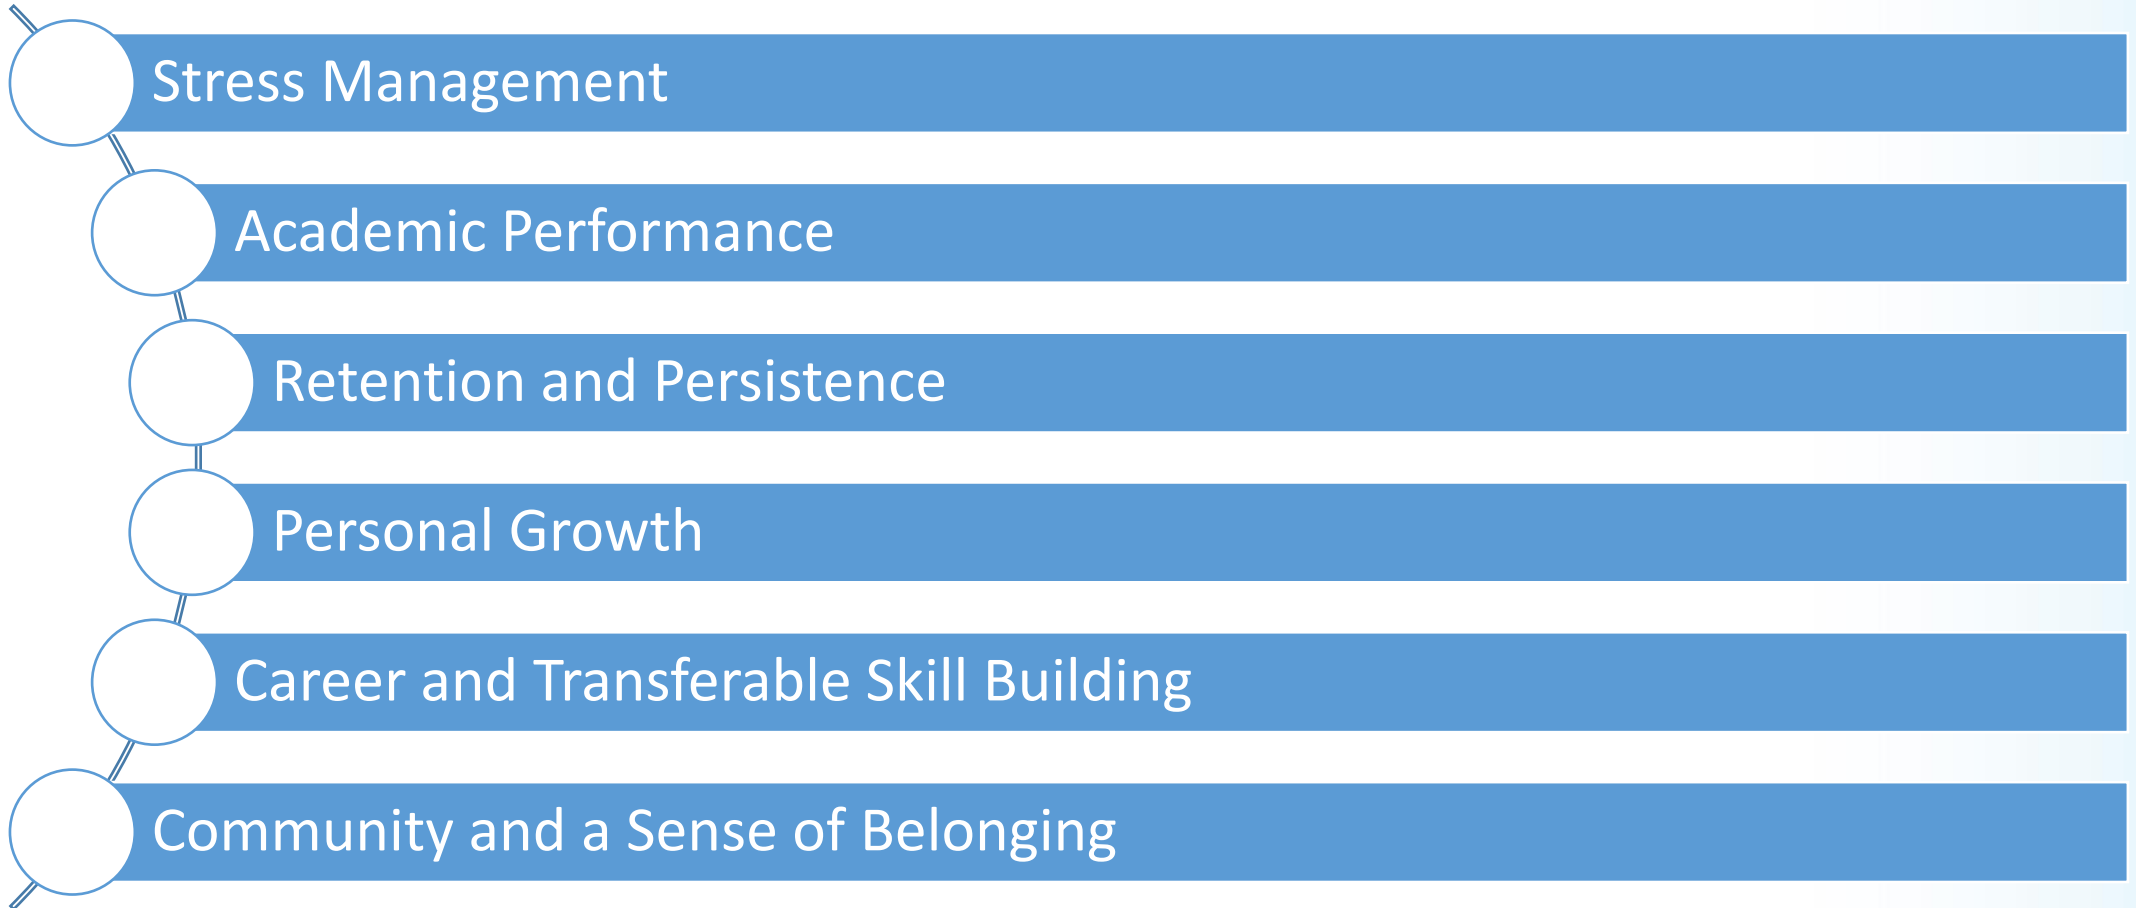 Stress Management
Academic Performance
Retention and Persistence
Personal Growth
Career and Transferable Skill Building
Community and a Sense of Belonging